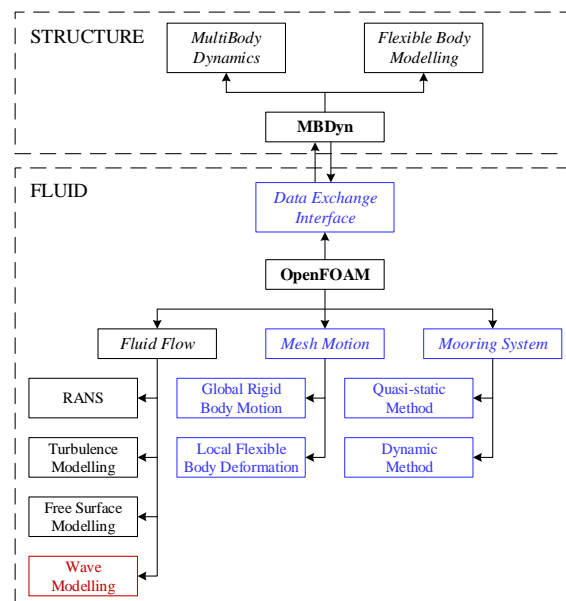 STRUCTURE
MultiBody
Dynamics
Flexible Body
Modelling
MBDyn
FLUID
Data Exchange
Interface
OpenFOAM
Fluid Flow
Mesh Motion
Mooring System
RANS
Global Rigid
Body Motion
Quasi-static
Method
Turbulence
Modelling
Local Flexible
Body Deformation
Dynamic
Method
Free Surface
Modelling
Wave
Modelling